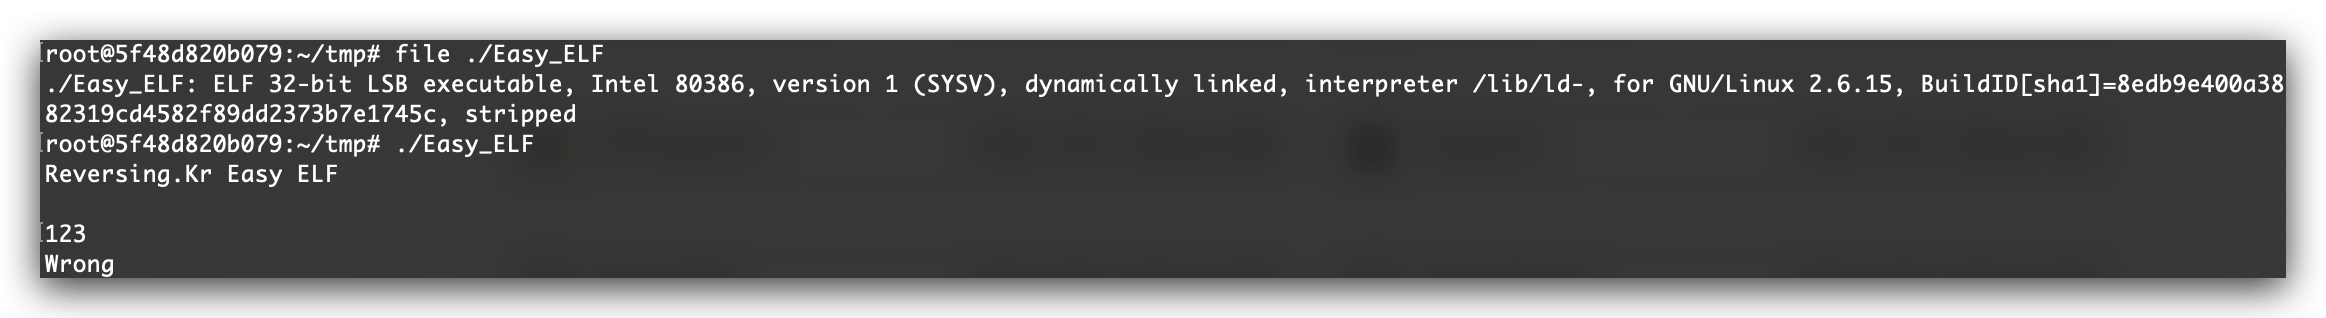 root@5f48d820b079:~/tmp# file ./Easy_ELF
./Easy_ELF: ELF 32-bit LSB executable, Intel 80386, version 1 (SYSV), dynamically linked, interpreter /lib/ld-, for GNU/Linux 2.6.15, BuildID[sha1]=8edb9e400a38
82319cd4582f89dd2373b7e1745c, stripped
root@5f48d820b079:~/tmp# ./Easy_ELF
Reversing.Kr Easy ELF
123
Wrong